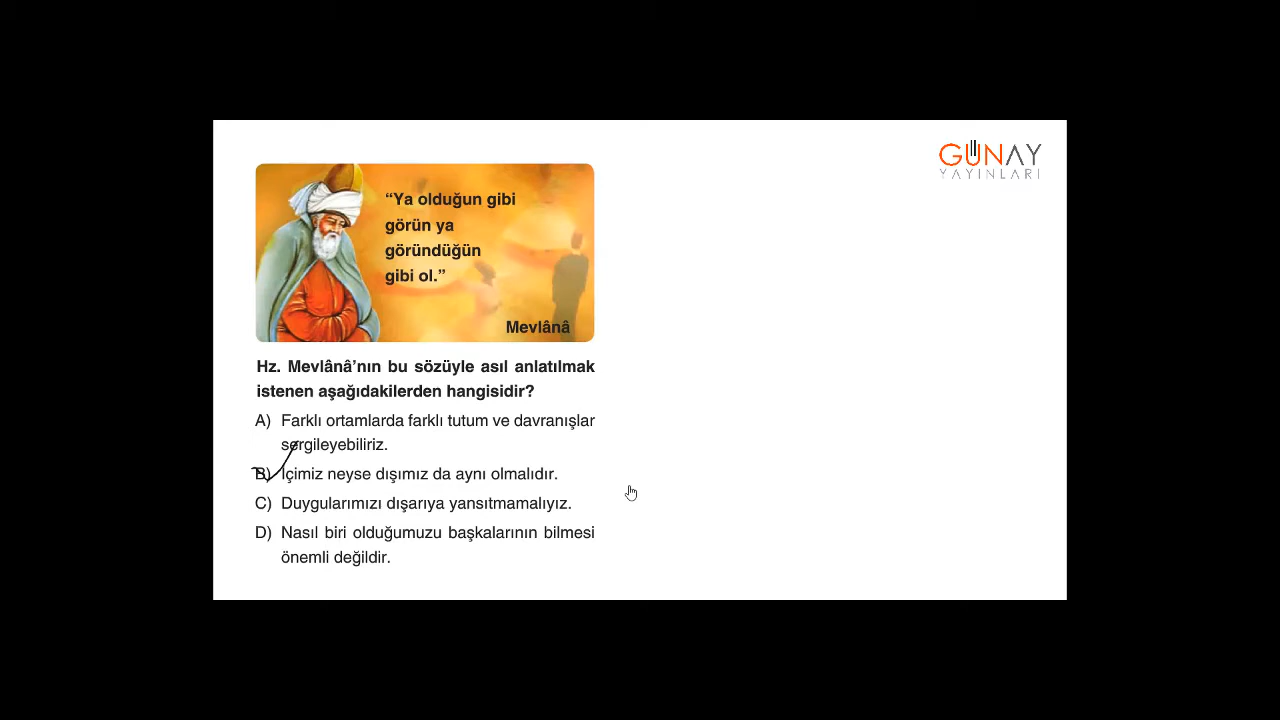 GÜNAY
YAYINLARI
“Ya olduğun gibi
görün ya
göründüğün
gibi ol.”
Mevlânâ
Hz. Mevlânâ’nın bu sözüyle asıl anlatılmak
istenen aşağıdakilerden hangisidir?
A) Farklı ortamlarda farklı tutum ve davranışlar
sergileyebiliriz.
B) İçimiz neyse dışımız da aynı olmalıdır.
C) Duygularımızı dışarıya yansıtmamalıyız.
D) Nasıl biri olduğumuzu başkalarının bilmesi
önemli değildir.